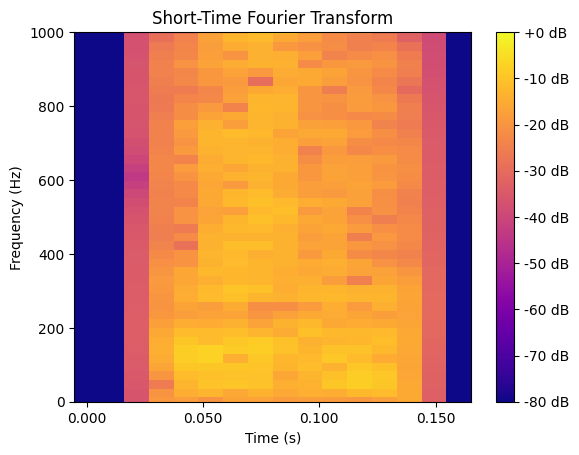 Short-Time Fourier Transform
1000
800
600
400
200
0
Frequency (Hz)
0.000
0.050
0.100
0.150
Time (s)
+0 dB
-10 dB
-20 dB
-30 dB
-40 dB
-50 dB
-60 dB
-70 dB
-80 dB